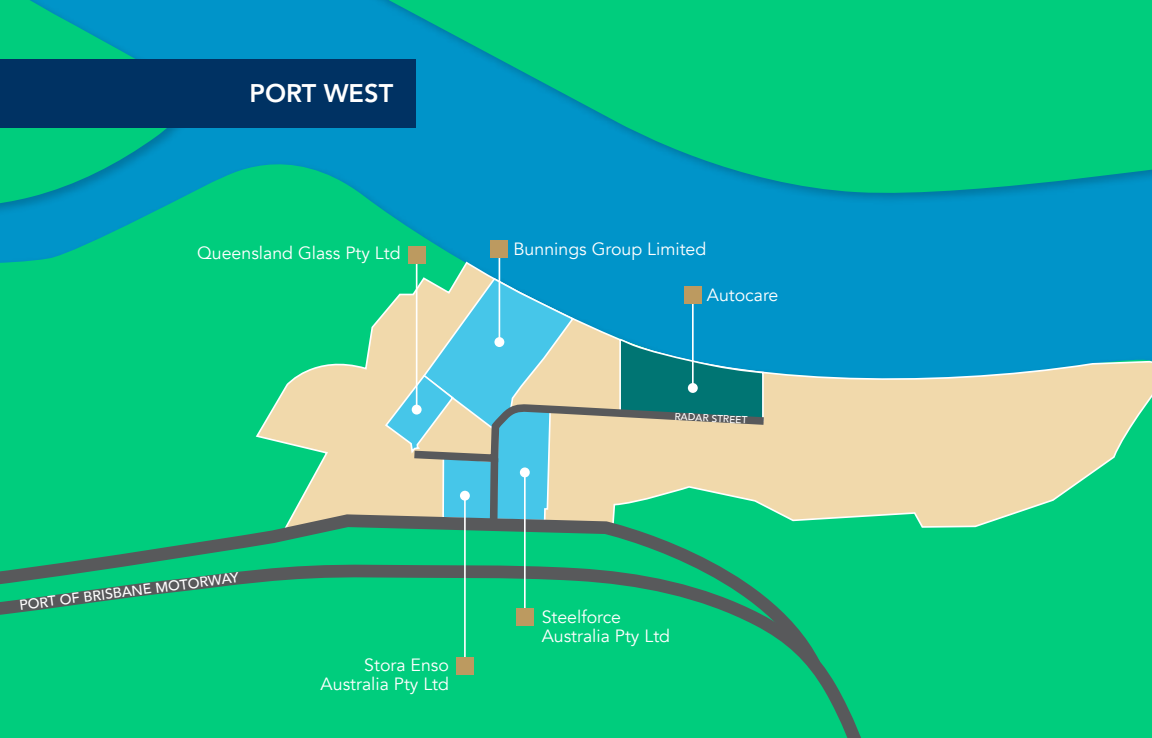 PORT WEST
Queensland Glass Pty Ltd
Bunnings Group Limited
Autocare
RADAR STREET
PORT OF BRISBANE MOTORWAY
Steelforce
Australia Pty Ltd
Stora Enso
Australia Pty Ltd